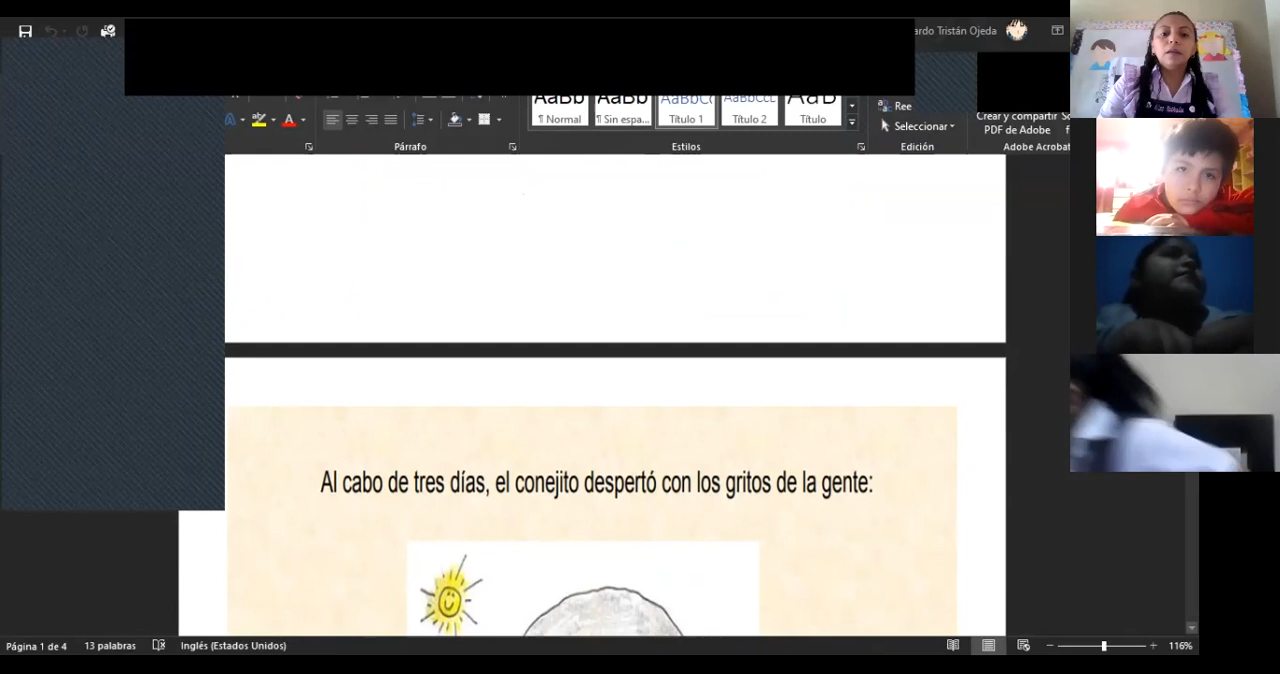 ardo Tristán Ojeda
AaBb AaBb AaBbC AaBbCcC AaB
¶ Normal ¶ Sin espa... Título 1 Título 2 Título
Ree
Seleccionar
Crear y compartir
PDF de Adobe
Párrafo Estilos Edición Adobe Acrobat
Al cabo de tres días, el conejito despertó con los gritos de la gente:
Página 1 de 4 13 palabras Inglés (Estados Unidos) 116%